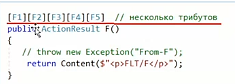 [F1][F2][F3][F4][F5] // несколько трибутов
public ActionResult F()
{
// throw new Exception("From-F");
return Content($"<p>FLT/F</p>");
}